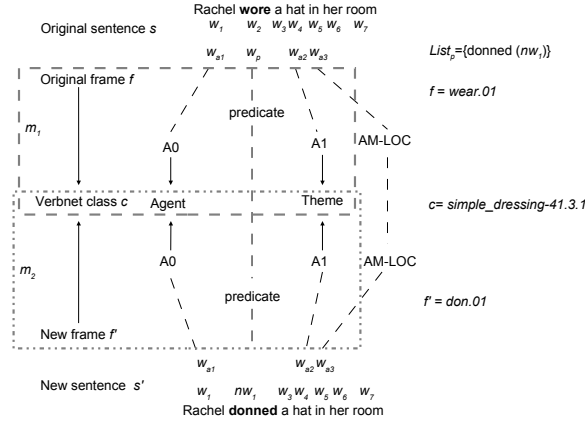 Rachel wore a hat in her room
Original sentence s w1 w2 w3 w4 w5 w6 w7
wa1 wp wa2 wa3 Listp={donned (nw1)}
Original frame f f = wear.01
predicate
m1
A0 A1 AM-LOC
Verbnet class c Agent Theme c= simple_dressing-41.3.1
A0 A1 AM-LOC
m2
predicate f' = don.01
New frame f'
wa1 wa2 wa3
New sentence s' w1 nw1 w3 w4 w5 w6 w7
Rachel donned a hat in her room